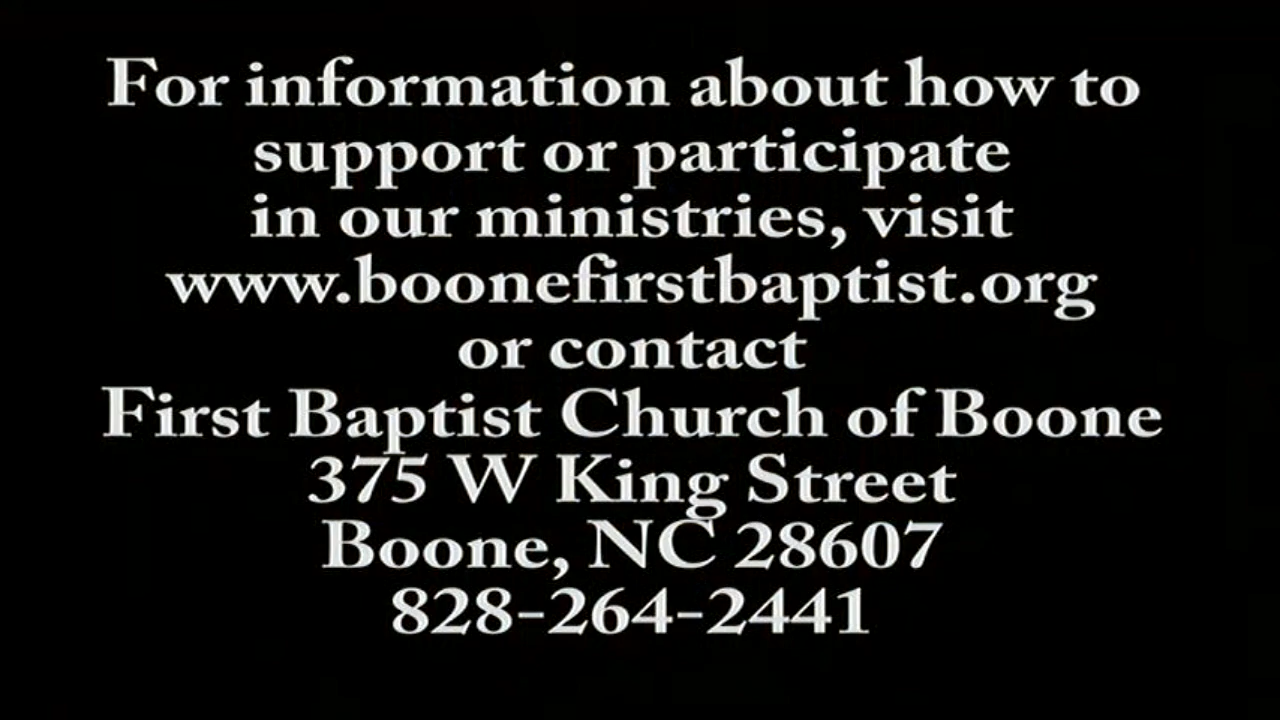 For information about how to
support or participate
in our ministries, visit
www.boonefirstbaptist.org
or contact
First Baptist Church of Boone
375 W King Street
Boone, NC 28607
828-264-2441